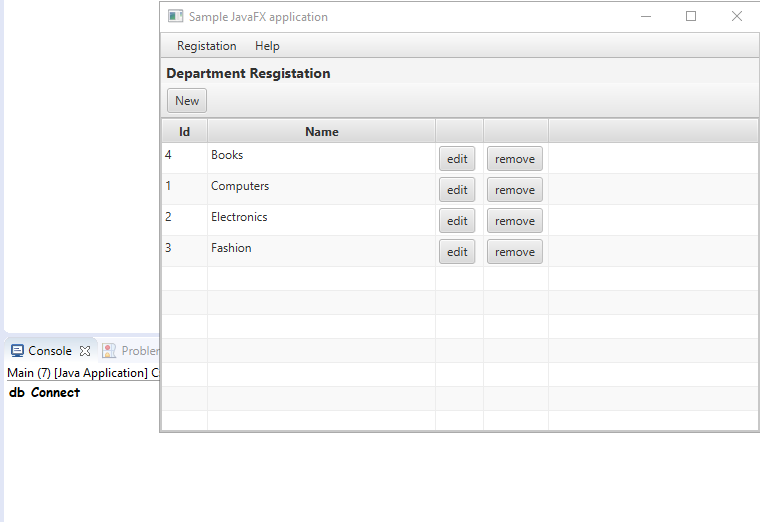 Sample JavaFX application
Registation Help
Department Resgistation
New
Id Name
4 Books edit remove
1 Computers edit remove
2 Electronics edit remove
3 Fashion edit remove
Console Probler
Main (7) [Java Application] C
db Connect